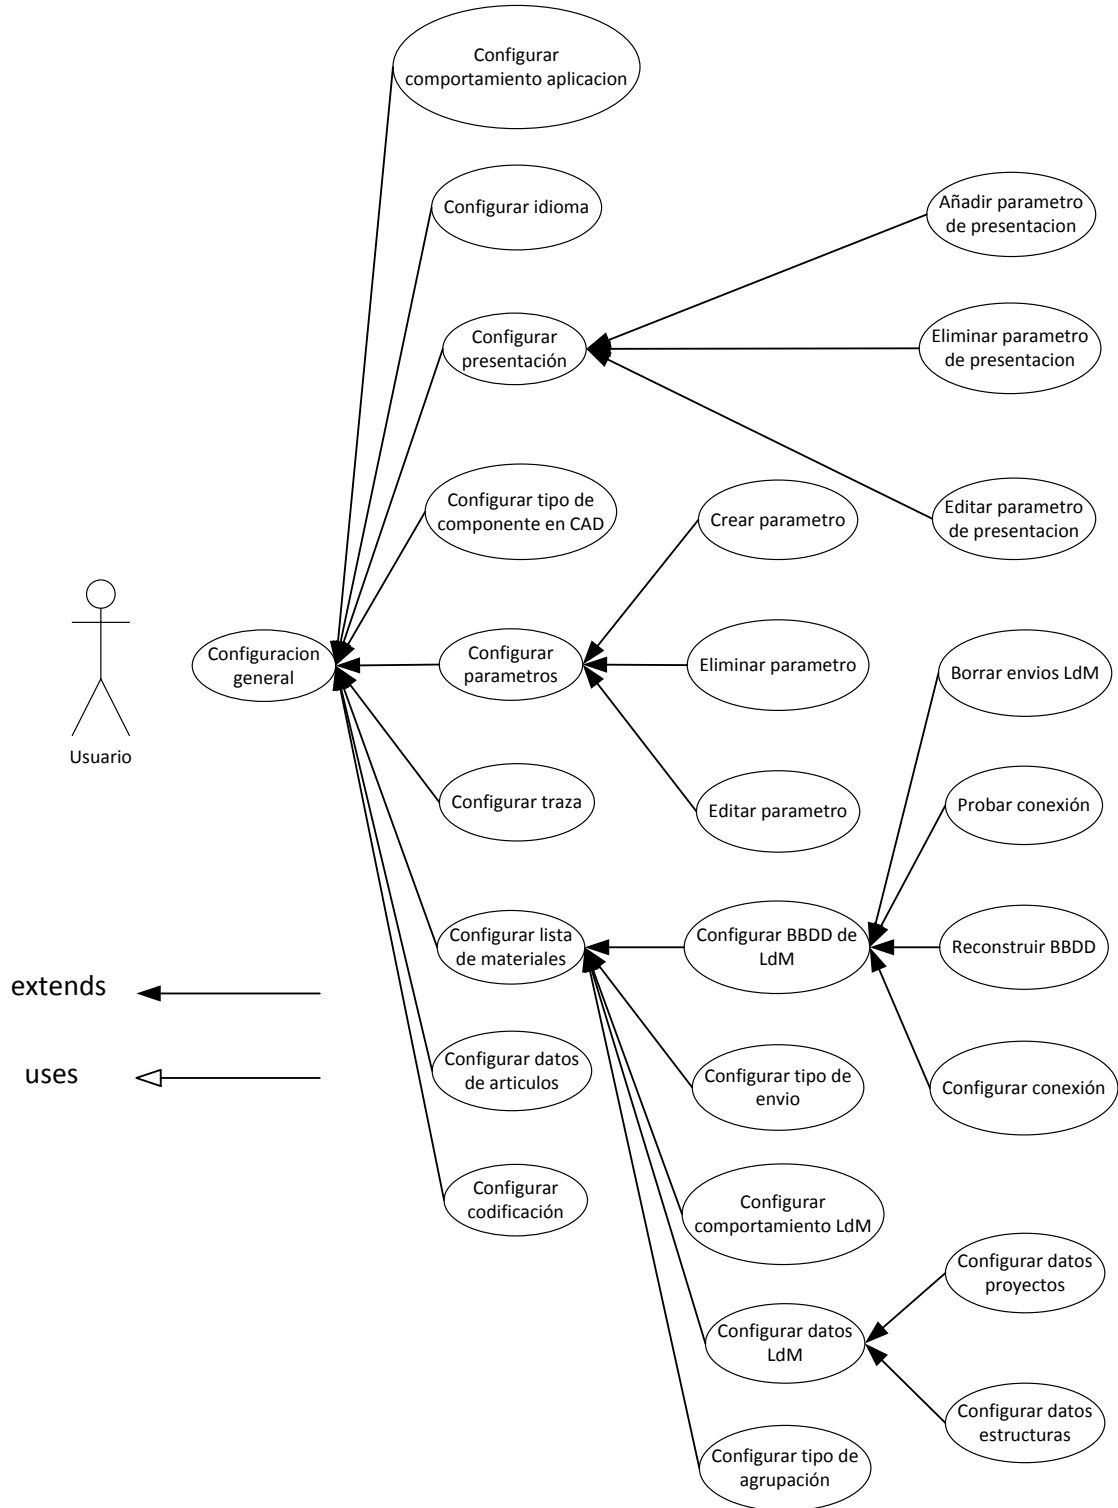 Configurar
comportamiento aplicacion
Configurar idioma
Añadir parametro
de presentacion
Configurar
presentación
Eliminar parametro
de presentacion
Configurar tipo de
componente en CAD
Crear parametro
Editar parametro
de presentacion
Usuario
Configuracion
general
Configurar
parametros
Eliminar parametro
Borrar envios LdM
Configurar traza
Editar parametro
Probar conexión
Configurar lista
de materiales
Configurar BBDD de
LdM
Reconstruir BBDD
extends
uses
Configurar datos
de articulos
Configurar tipo de
envio
Configurar conexión
Configurar
codificación
Configurar
comportamiento LdM
Configurar datos
proyectos
Configurar datos
LdM
Configurar datos
estructuras
Configurar tipo de
agrupación